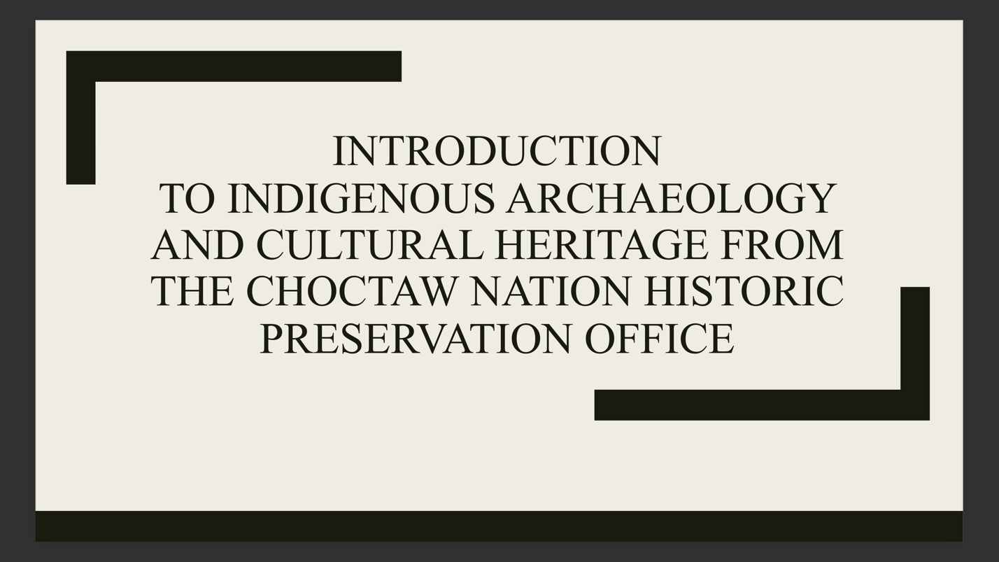 INTRODUCTION
TO INDIGENOUS ARCHAEOLOGY
AND CULTURAL HERITAGE FROM
THE CHOCTAW NATION HISTORIC
PRESERVATION OFFICE